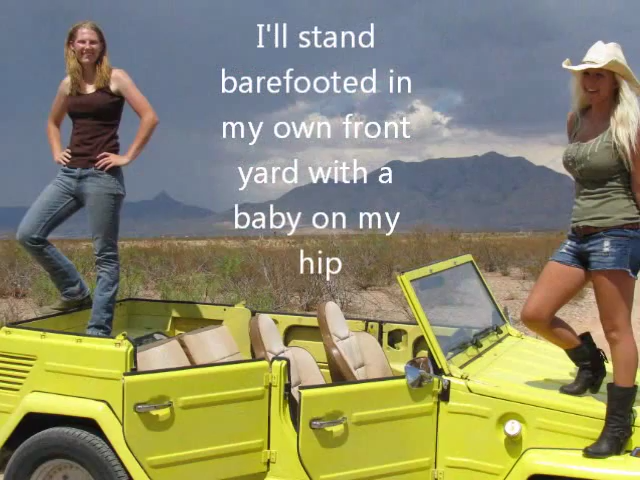 I'll stand
barefooted in
my own front
yard with a
baby on my
hip